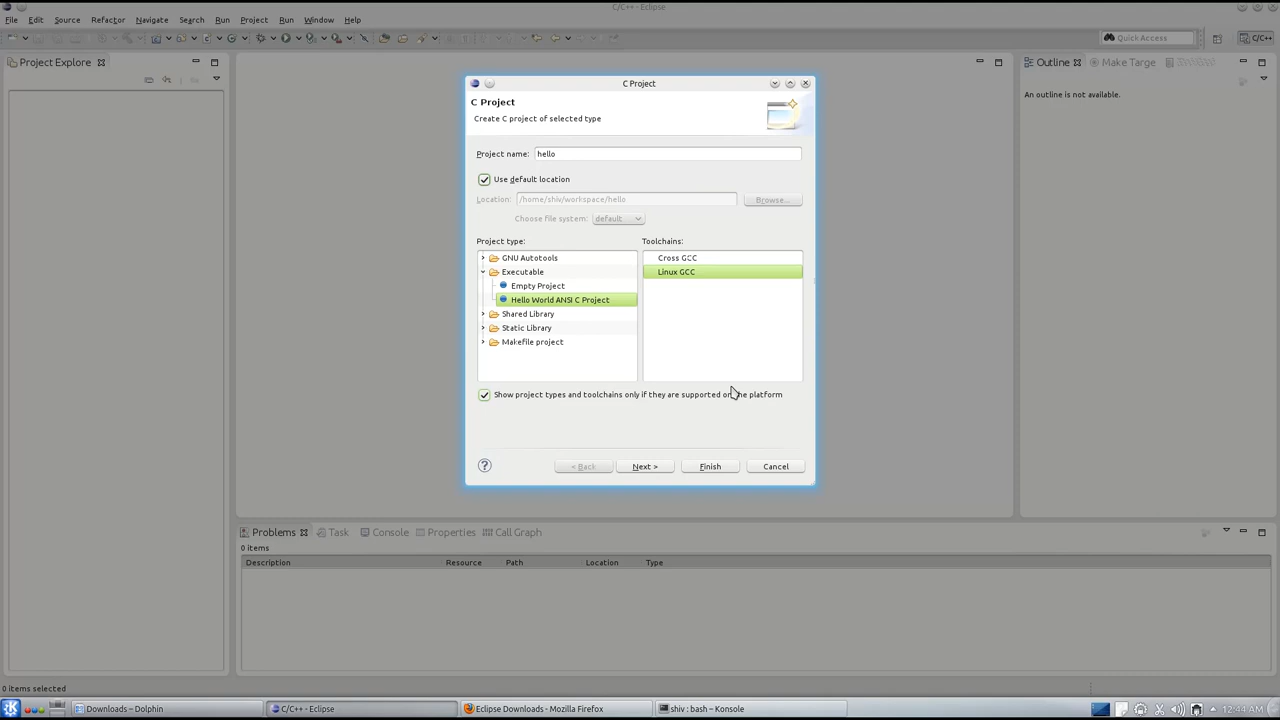 C/C++ - Eclipse
File Edit Source Refactor Navigate Search Run Project Run Window Help
Quick Access
C/C++
Project Explore
Outline
Make Targe
An outline is not available.
C Project
C Project
Create C project of selected type
Project name: hello
Use default location
Location: /home/shiv/workspace/hello
Browse...
Choose file system: default
Project type:
Toolchains:
GNU Autotools
Executable
Empty Project
Hello World ANSI C Project
Shared Library
Static Library
Makefile project
Cross GCC
Linux GCC
Show project types and toolchains only if they are supported on the platform
< Back
Next >
Finish
Cancel
Problems
Task
Console
Properties
Call Graph
0 items
Description Resource Path Location Type
0 items selected
Downloads – Dolphin
C/C++ - Eclipse
Eclipse Downloads - Mozilla Firefox
shiv : bash – Konsole
12:44 AM